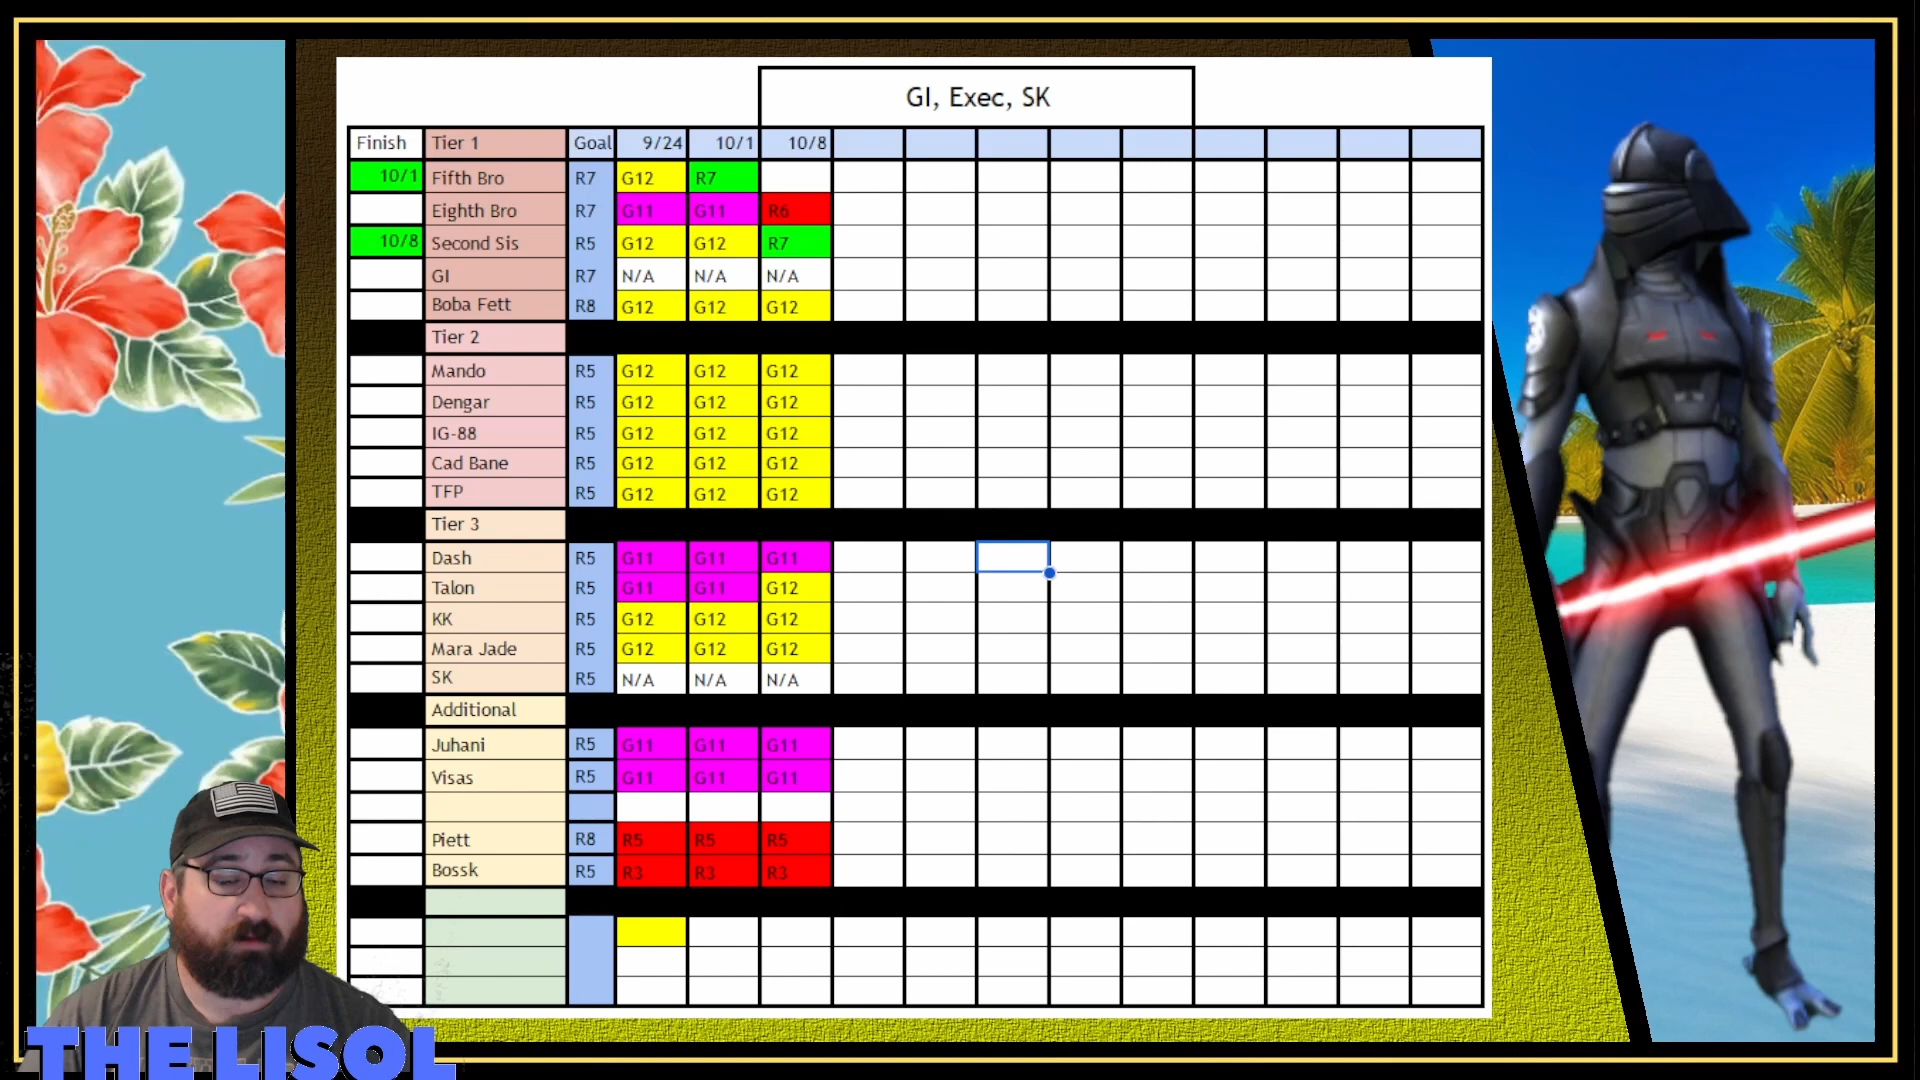 GI, Exec, SK
Finish Tier 1 Goal 9/24 10/1 10/8
10/1 Fifth Bro R7 G12 R7
Eighth Bro R7 G11 G11 R6
10/8 Second Sis R5 G12 G12 R7
GI R7 N/A N/A N/A
Boba Fett R8 G12 G12 G12
Tier 2
Mando R5 G12 G12 G12
Dengar R5 G12 G12 G12
IG-88 R5 G12 G12 G12
Cad Bane R5 G12 G12 G12
TFP R5 G12 G12 G12
Tier 3
Dash R5 G11 G11 G11
Talon R5 G11 G11 G12
KK R5 G12 G12 G12
Mara Jade R5 G12 G12 G12
SK R5 N/A N/A N/A
Additional
Juhani R5 G11 G11 G11
Visas R5 G11 G11 G11
Piett R8 R5 R5 R5
Bossk R5 R3 R3 R3
THE LISOL